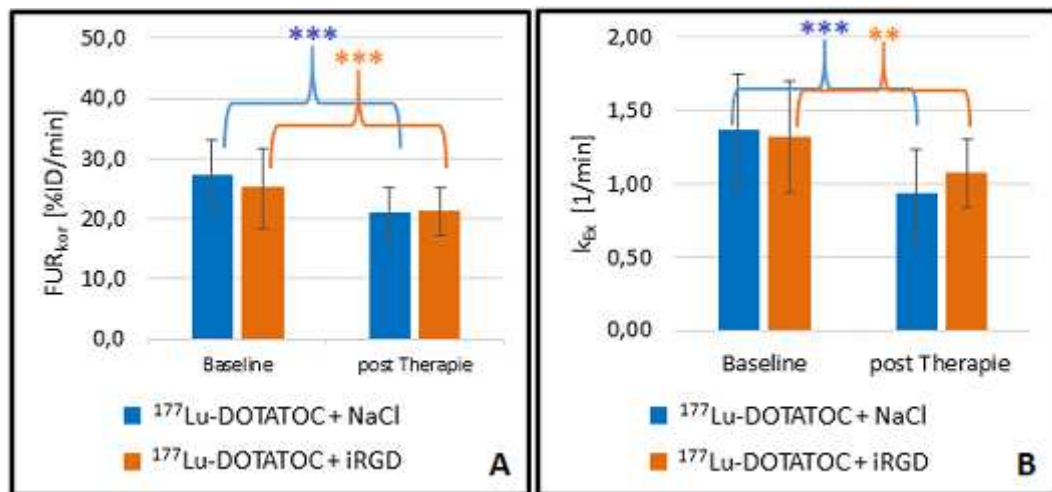 50,0
40,0
30,0
20,0
10,0
0,0
FUR_kor [%ID/min]
***
***
Baseline post Therapie
¹⁷⁷Lu-DOTATOC + NaCl
¹⁷⁷Lu-DOTATOC + iRGD
A
2,00
1,50
1,00
0,50
0,00
k_Ex [1/min]
***
**
Baseline post Therapie
¹⁷⁷Lu-DOTATOC + NaCl
¹⁷⁷Lu-DOTATOC + iRGD
B